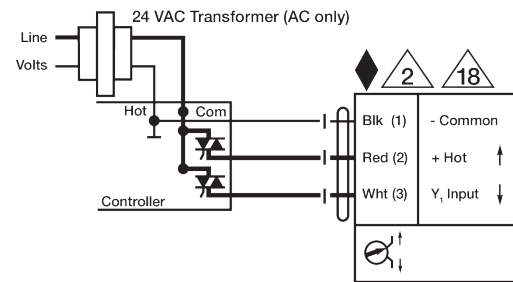 24 VAC Transformer (AC only)
Line
Volts
2
18
Hot
Com
Blk (1)
- Common
Red (2)
+ Hot
Wht (3)
Y₁ Input
Controller